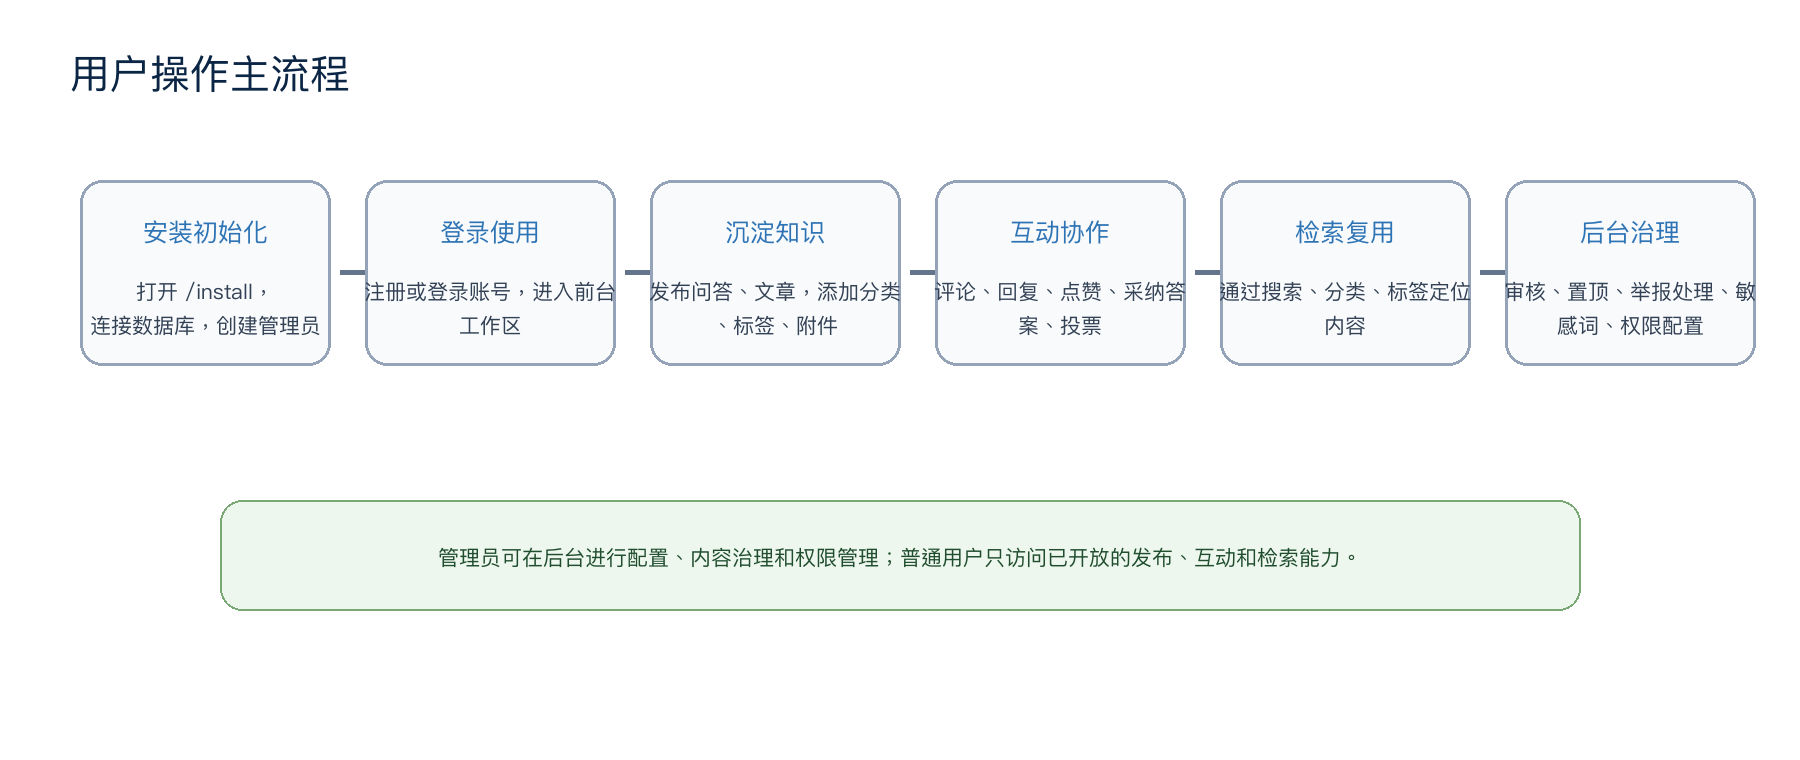 用户操作主流程
安装初始化
打开 /install，
连接数据库，创建管理员
登录使用
注册或登录账号，进入前台
工作区
沉淀知识
发布问答、文章，添加分类
、标签、附件
互动协作
评论、回复、点赞、采纳答
案、投票
检索复用
通过搜索、分类、标签定位
内容
后台治理
审核、置顶、举报处理、敏
感词、权限配置
管理员可在后台进行配置、内容治理和权限管理；普通用户只访问已开放的发布、互动和检索能力。